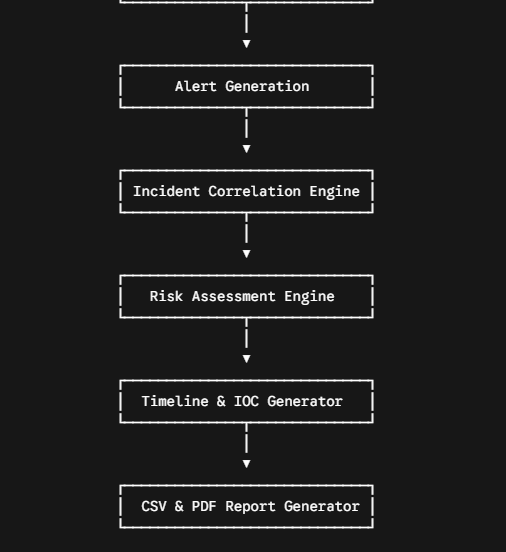 Alert Generation
Incident Correlation Engine
Risk Assessment Engine
Timeline & IOC Generator
CSV & PDF Report Generator